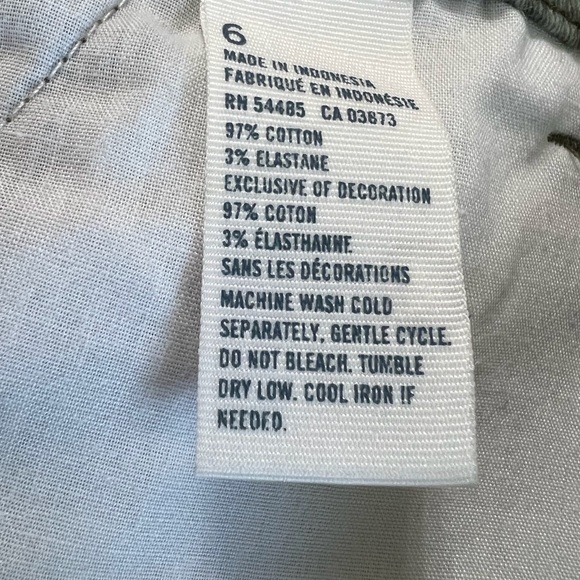 6
MADE IN INDONESIA
FABRIQUÉ EN INDONÉSIE
RN 54485 CA 03873
97% COTTON
3% ELASTANE
EXCLUSIVE OF DECORATION
97% COTON
3% ÉLASTHANNE
SANS LES DÉCORATIONS
MACHINE WASH COLD
SEPARATELY, GENTLE CYCLE.
DO NOT BLEACH. TUMBLE
DRY LOW. COOL IRON IF
NEEDED.